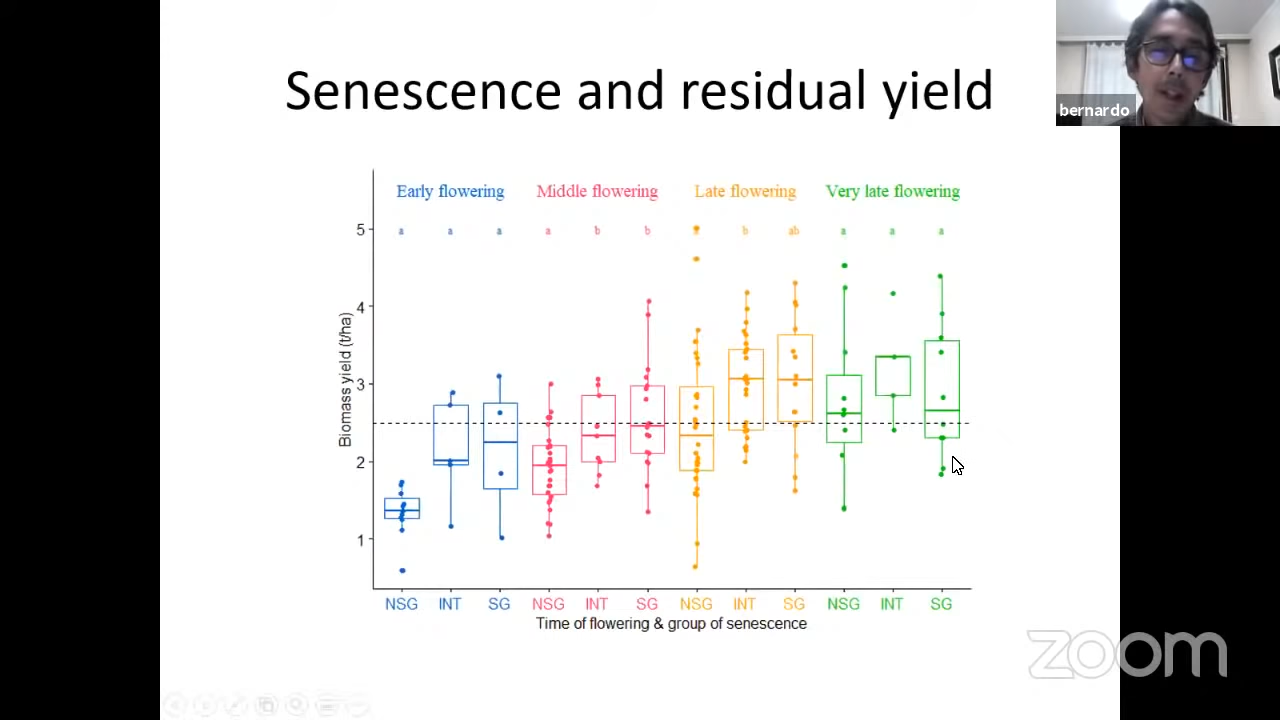 Senescence and residual yield
bernardo
Early flowering Middle flowering Late flowering Very late flowering
a a a a b b b ab a a a
5
4
3
2
1
Biomass yield (t/ha)
NSG INT SG NSG INT SG NSG INT SG NSG INT SG
Time of flowering & group of senescence
zoom